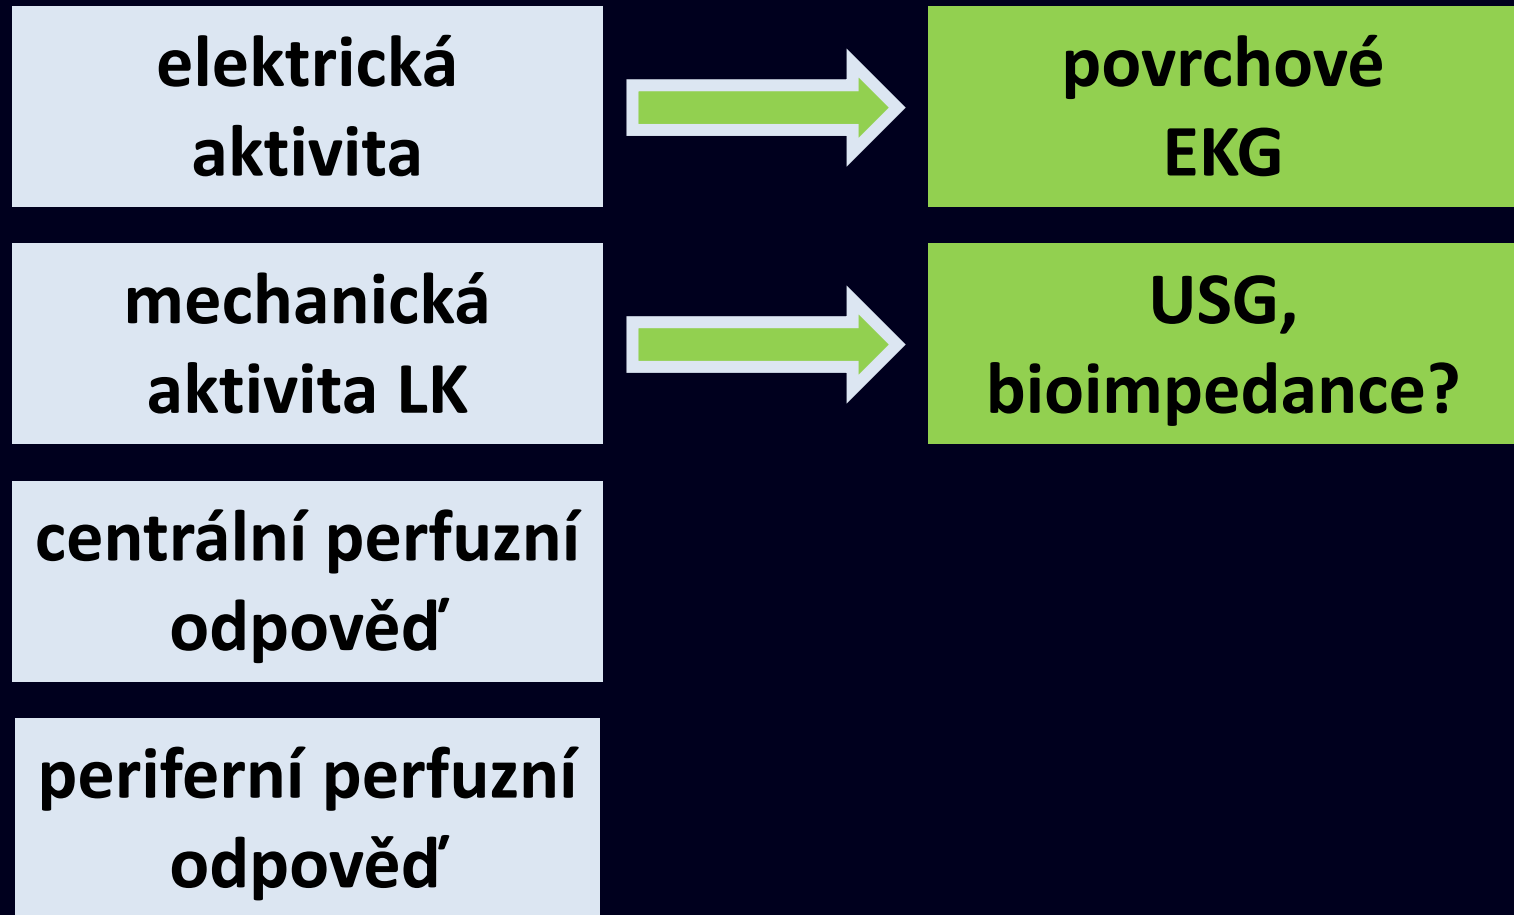 elektrická
aktivita
povrchové
EKG
mechanická
aktivita LK
USG,
bioimpedance?
centrální perfuzní
odpověď
periferní perfuzní
odpověď